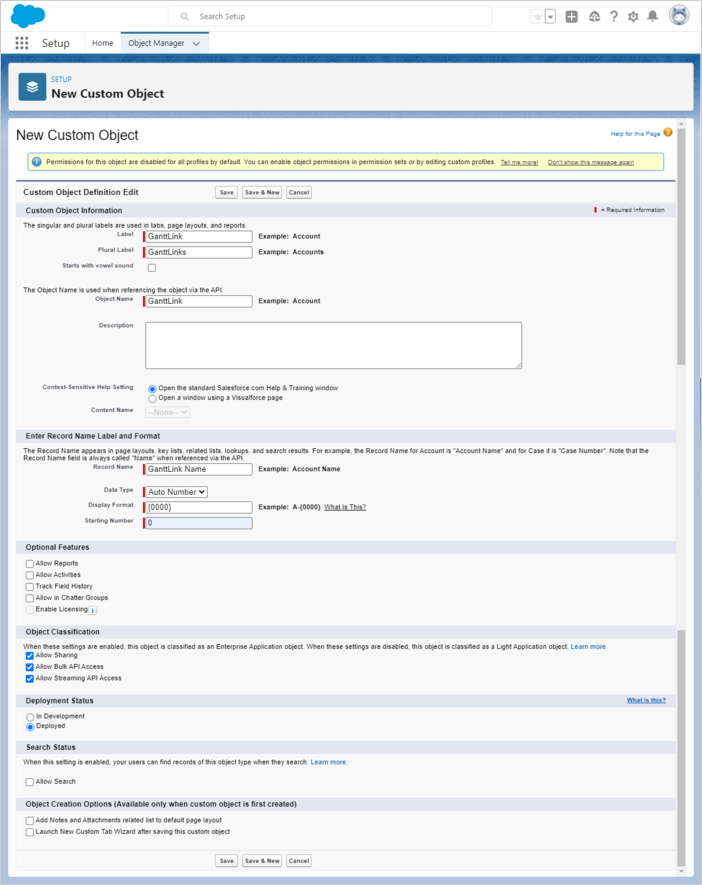 Search Setup
Setup
Home
Object Manager
SETUP
New Custom Object
New Custom Object
Help for this Page
Permissions for this object are disabled for all profiles by default. You can enable object permissions in permission sets or by editing custom profiles. Tell me more! Don't show this message again
Custom Object Definition Edit
Save
Save & New
Cancel
Custom Object Information
= Required Information
The singular and plural labels are used in tabs, page layouts, and reports.
Label
GanttLink
Example: Account
Plural Label
GanttLinks
Example: Accounts
Starts with vowel sound
The Object Name is used when referencing the object via the API.
Object Name
GanttLink
Example: Account
Description
Context-Sensitive Help Setting
Open the standard Salesforce.com Help & Training window
Open a window using a Visualforce page
Content Name
--None--
Enter Record Name Label and Format
The Record Name appears in page layouts, key lists, related lists, lookups, and search results. For example, the Record Name for Account is "Account Name" and for Case it is "Case Number". Note that the
Record Name field is always called "Name" when referenced via the API.
Record Name
GanttLink Name
Example: Account Name
Data Type
Auto Number
Display Format
{0000}
Example: A-{0000} What Is This?
Starting Number
0
Optional Features
Allow Reports
Allow Activities
Track Field History
Allow in Chatter Groups
Enable Licensing
Object Classification
When these settings are enabled, this object is classified as an Enterprise Application object. When these settings are disabled, this object is classified as a Light Application object. Learn more.
Allow Sharing
Allow Bulk API Access
Allow Streaming API Access
Deployment Status
What is this?
In Development
Deployed
Search Status
When this setting is enabled, your users can find records of this object type when they search. Learn more.
Allow Search
Object Creation Options (Available only when custom object is first created)
Add Notes and Attachments related list to default page layout
Launch New Custom Tab Wizard after saving this custom object
Save
Save & New
Cancel